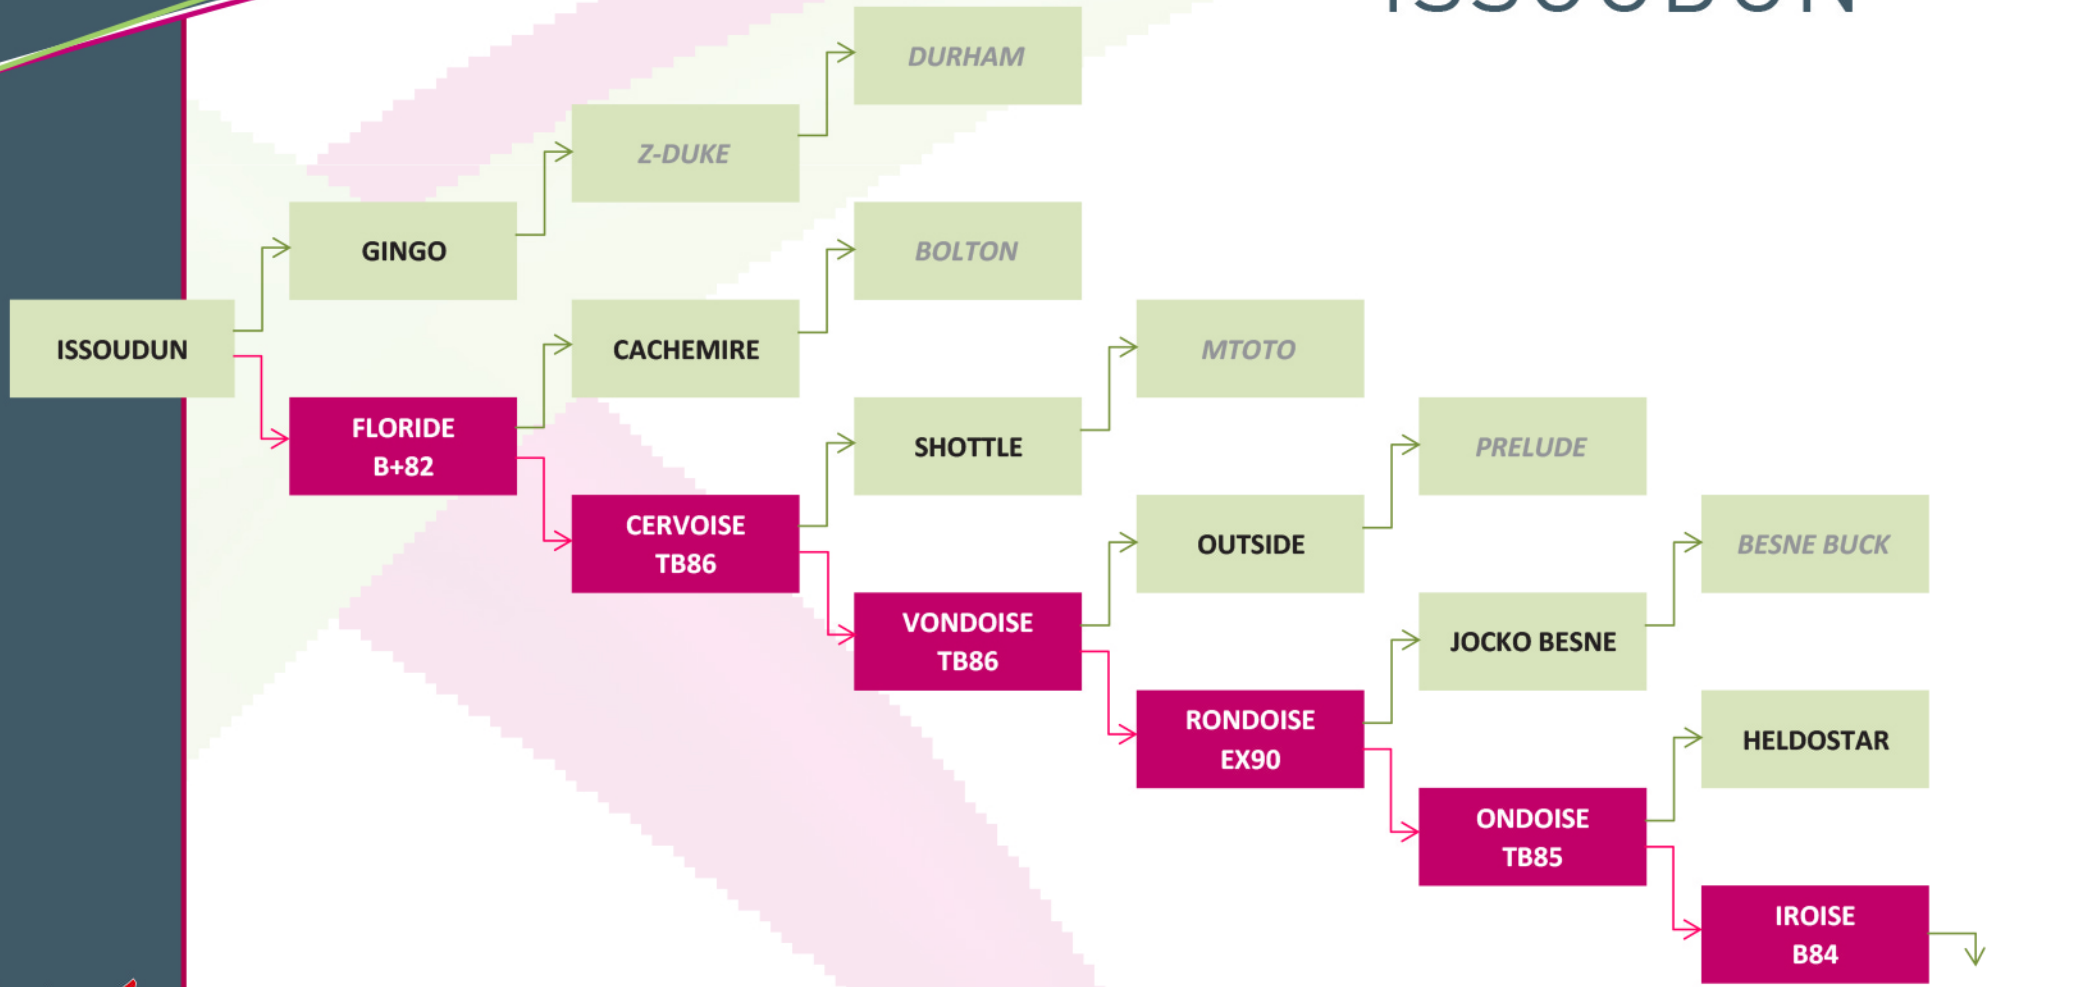 ISSOUDUN
DURHAM
Z-DUKE
GINGO
BOLTON
ISSOUDUN
CACHEMIRE
MTOTO
FLORIDE
B+82
SHOTTLE
PRELUDE
CERVOISE
TB86
OUTSIDE
BESNE BUCK
VONDOISE
TB86
JOCKO BESNE
RONDOISE
EX90
HELDOSTAR
ONDOISE
TB85
IROISE
B84